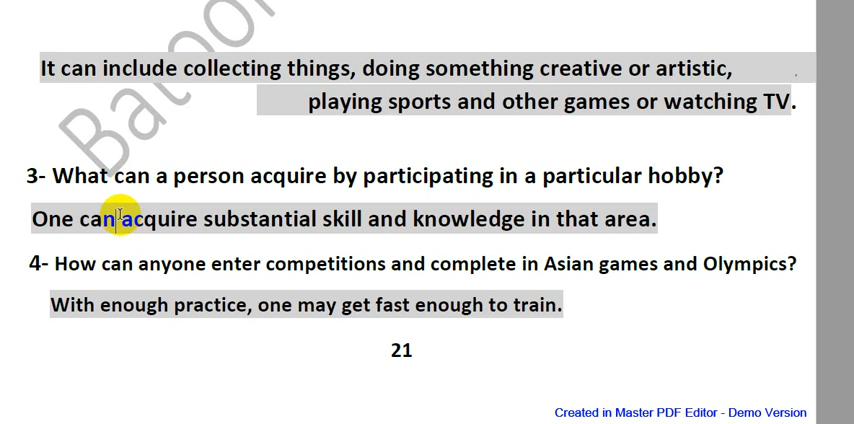 It can include collecting things, doing something creative or artistic,
playing sports and other games or watching TV.
3- What can a person acquire by participating in a particular hobby?
One can acquire substantial skill and knowledge in that area.
4- How can anyone enter competitions and complete in Asian games and Olympics?
With enough practice, one may get fast enough to train.
21
Created in Master PDF Editor - Demo Version